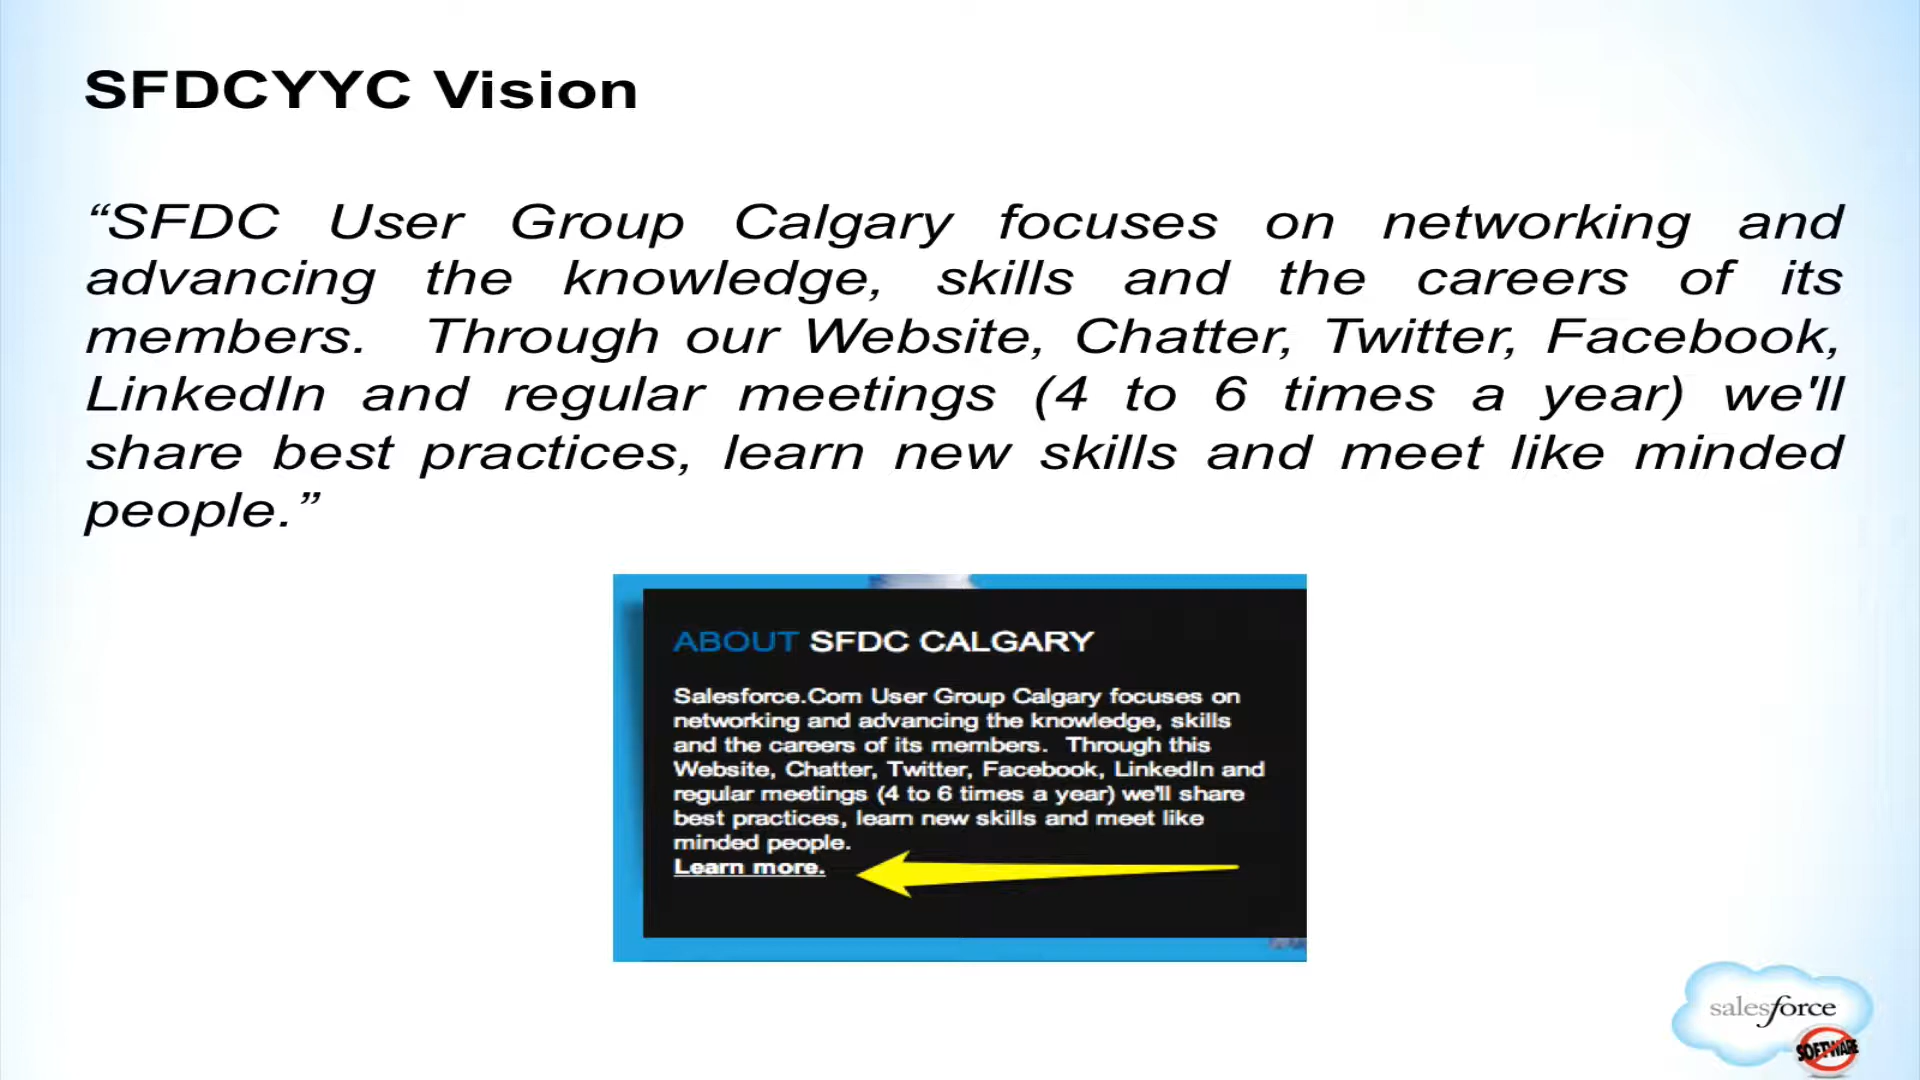 SFDCYYC Vision
“SFDC User Group Calgary focuses on networking and
advancing the knowledge, skills and the careers of its
members.  Through our Website, Chatter, Twitter, Facebook,
LinkedIn and regular meetings (4 to 6 times a year) we'll
share best practices, learn new skills and meet like minded
people.”
ABOUT SFDC CALGARY
Salesforce.Com User Group Calgary focuses on
networking and advancing the knowledge, skills
and the careers of its members.  Through this
Website, Chatter, Twitter, Facebook, LinkedIn and
regular meetings (4 to 6 times a year) we'll share
best practices, learn new skills and meet like
minded people.
Learn more.
salesforce
SOFTWARE